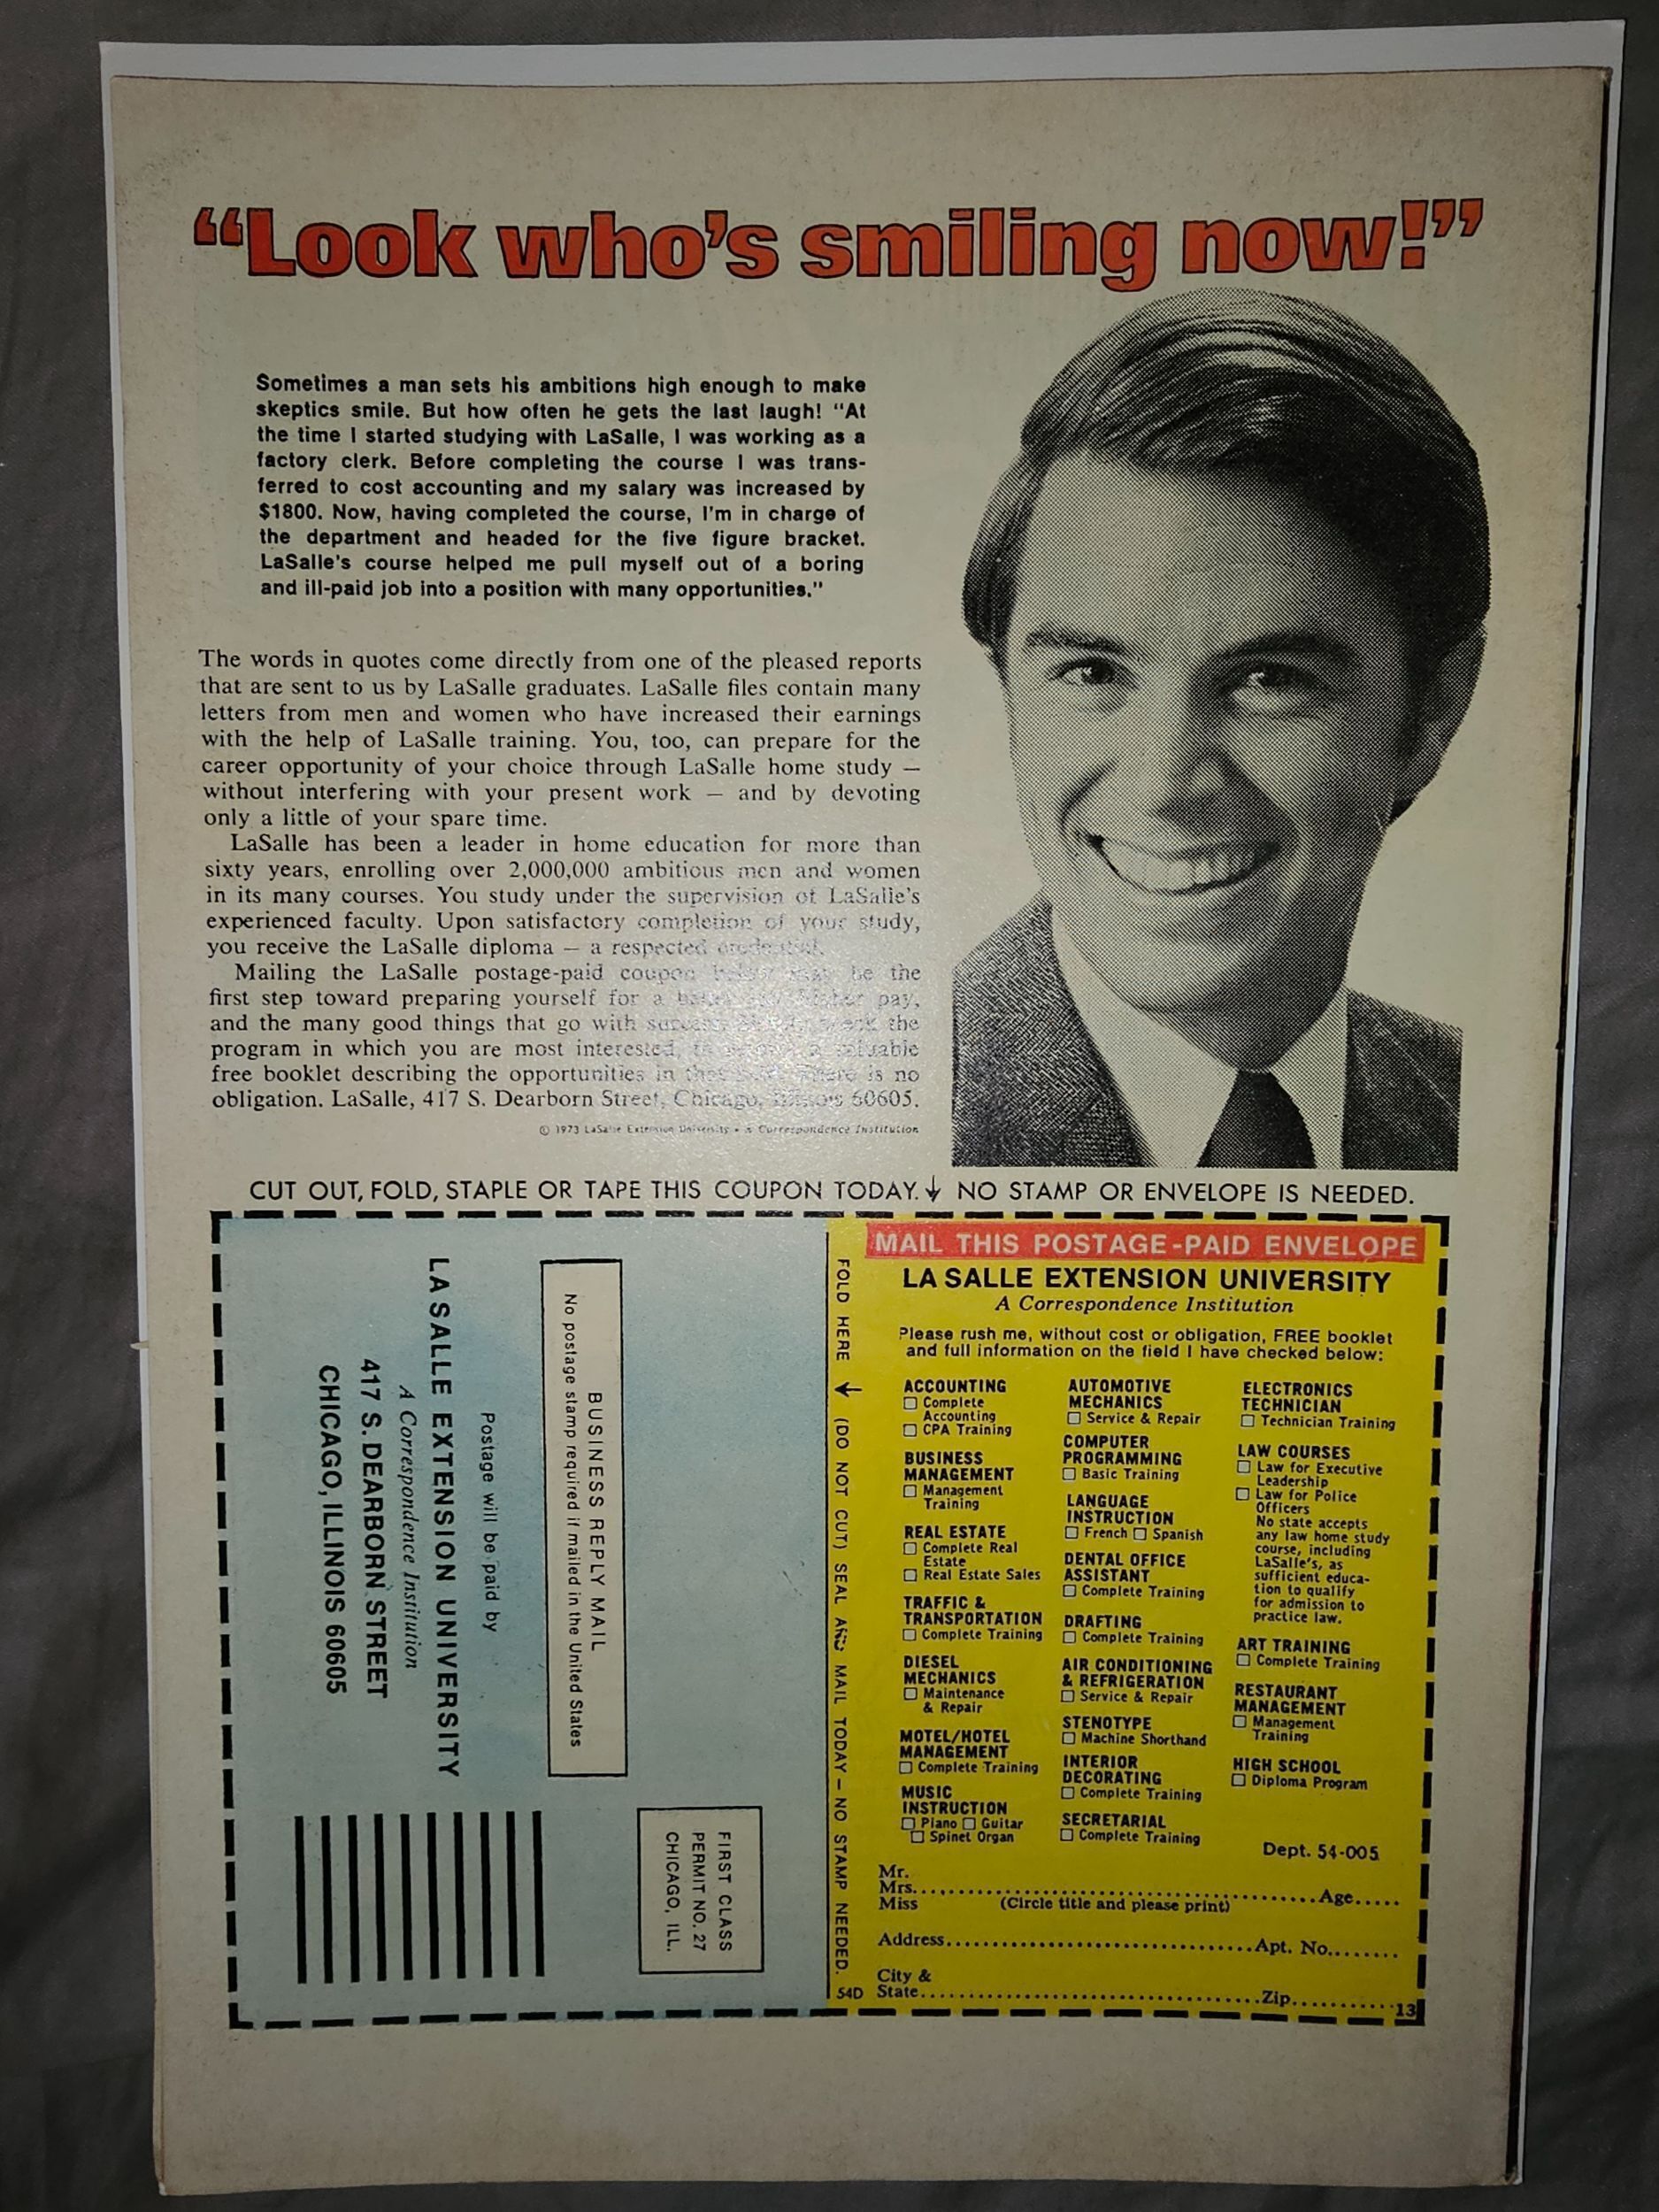 “Look who’s smiling now!”
Sometimes a man sets his ambitions high enough to make
skeptics smile. But how often he gets the last laugh! “At
the time I started studying with LaSalle, I was working as a
factory clerk. Before completing the course I was trans-
ferred to cost accounting and my salary was increased by
$1800. Now, having completed the course, I’m in charge of
the department and headed for the five figure bracket.
LaSalle’s course helped me pull myself out of a boring
and ill-paid job into a position with many opportunities.”
The words in quotes come directly from one of the pleased reports
that are sent to us by LaSalle graduates. LaSalle files contain many
letters from men and women who have increased their earnings
with the help of LaSalle training. You, too, can prepare for the
career opportunity of your choice through LaSalle home study —
without interfering with your present work — and by devoting
only a little of your spare time.
LaSalle has been a leader in home education for more than
sixty years, enrolling over 2,000,000 ambitious men and women
in its many courses. You study under the supervision of LaSalle’s
experienced faculty. Upon satisfactory completion of your study,
you receive the LaSalle diploma — a respected credential.
Mailing the LaSalle postage-paid coupon below may be the
first step toward preparing yourself for a pay,
and the many good things that go with success. the
program in which you are most interested, valuable
free booklet describing the opportunities in that There is no
obligation. LaSalle, 417 S. Dearborn Street, Chicago, Illinois 60605.
© 1973 LaSalle Extension University • A Correspondence Institution
CUT OUT, FOLD, STAPLE OR TAPE THIS COUPON TODAY.↓ NO STAMP OR ENVELOPE IS NEEDED.
FIRST CLASS
PERMIT NO. 27
CHICAGO, ILL.
BUSINESS REPLY MAIL
No postage stamp required if mailed in the United States
Postage will be paid by
LA SALLE EXTENSION UNIVERSITY
A Correspondence Institution
417 S. DEARBORN STREET
CHICAGO, ILLINOIS 60605
FOLD HERE → (DO NOT CUT) SEAL AND MAIL TODAY — NO STAMP NEEDED.
54D
MAIL THIS POSTAGE-PAID ENVELOPE
LA SALLE EXTENSION UNIVERSITY
A Correspondence Institution
Please rush me, without cost or obligation, FREE booklet
and full information on the field I have checked below:
ACCOUNTING
☐ Complete
Accounting
☐ CPA Training
BUSINESS
MANAGEMENT
☐ Management
Training
REAL ESTATE
☐ Complete Real
Estate
☐ Real Estate Sales
TRAFFIC &
TRANSPORTATION
☐ Complete Training
DIESEL
MECHANICS
☐ Maintenance
& Repair
MOTEL/HOTEL
MANAGEMENT
☐ Complete Training
MUSIC
INSTRUCTION
☐ Piano ☐ Guitar
☐ Spinet Organ
AUTOMOTIVE
MECHANICS
☐ Service & Repair
COMPUTER
PROGRAMMING
☐ Basic Training
LANGUAGE
INSTRUCTION
☐ French ☐ Spanish
DENTAL OFFICE
ASSISTANT
☐ Complete Training
DRAFTING
☐ Complete Training
AIR CONDITIONING
& REFRIGERATION
☐ Service & Repair
STENOTYPE
☐ Machine Shorthand
INTERIOR
DECORATING
☐ Complete Training
SECRETARIAL
☐ Complete Training
ELECTRONICS
TECHNICIAN
☐ Technician Training
LAW COURSES
☐ Law for Executive
Leadership
☐ Law for Police
Officers
No state accepts
any law home study
course, including
LaSalle’s, as
sufficient educa-
tion to qualify
for admission to
practice law.
ART TRAINING
☐ Complete Training
RESTAURANT
MANAGEMENT
☐ Management
Training
HIGH SCHOOL
☐ Diploma Program
Dept. 54-005
Mr.
Mrs. Age
Miss (Circle title and please print)
Address Apt. No.
City &
State Zip
13